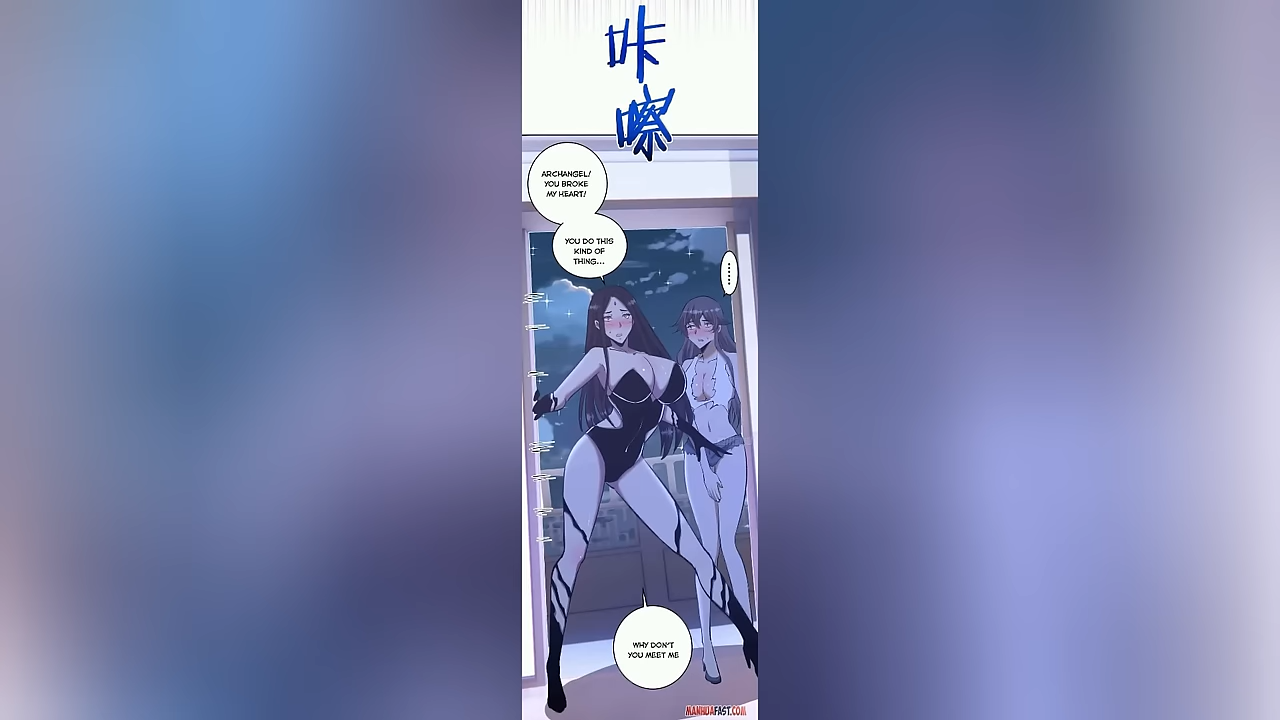 咔
嚓
ARCHANGEL!
YOU BROKE
MY HEART!
YOU DO THIS
KIND OF
THING...
.......
WHY DON'T
YOU MEET ME
MANHUAFAST.COM